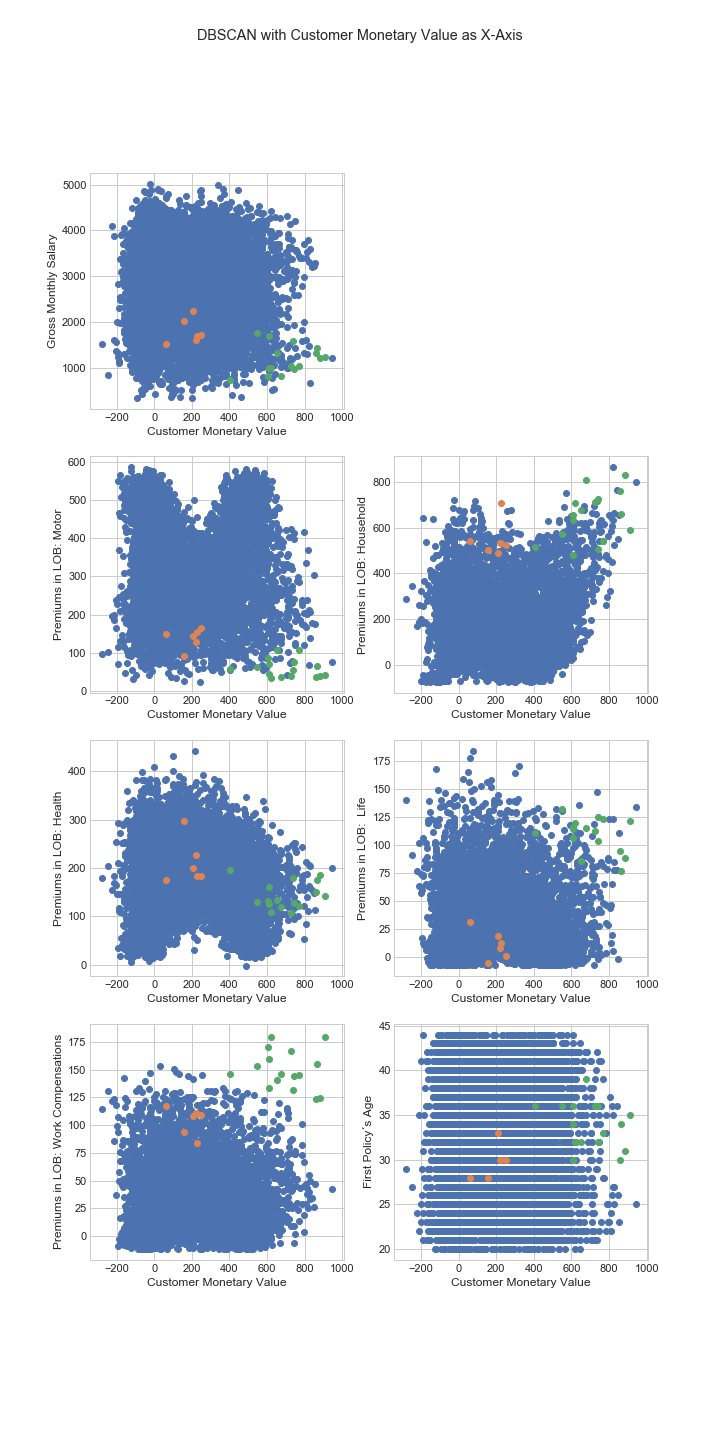 DBSCAN with Customer Monetary Value as X-Axis
5000
4000
3000
2000
1000
Gross Monthly Salary
−200 0 200 400 600 800 1000
Customer Monetary Value
600
500
400
300
200
100
0
Premiums in LOB: Motor
−200 0 200 400 600 800 1000
Customer Monetary Value
800
600
400
200
0
Premiums in LOB: Household
−200 0 200 400 600 800 1000
Customer Monetary Value
400
300
200
100
0
Premiums in LOB: Health
−200 0 200 400 600 800 1000
Customer Monetary Value
175
150
125
100
75
50
25
0
Premiums in LOB:  Life
−200 0 200 400 600 800 1000
Customer Monetary Value
175
150
125
100
75
50
25
0
Premiums in LOB: Work Compensations
−200 0 200 400 600 800 1000
Customer Monetary Value
45
40
35
30
25
20
First Policy´s Age
−200 0 200 400 600 800 1000
Customer Monetary Value